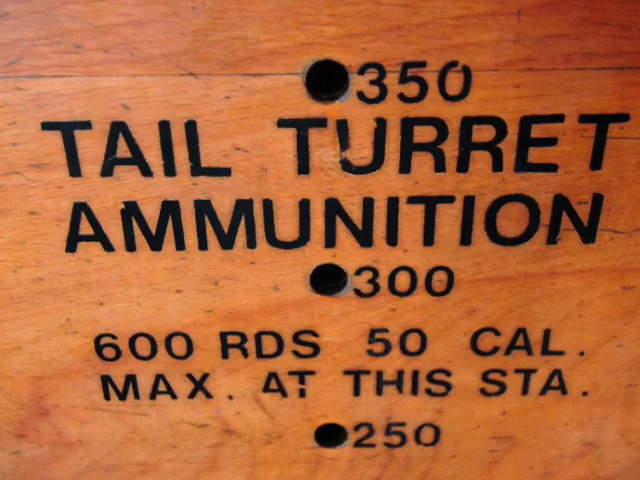 350
TAIL TURRET
AMMUNITION
300
600 RDS 50 CAL.
MAX. AT THIS STA.
250